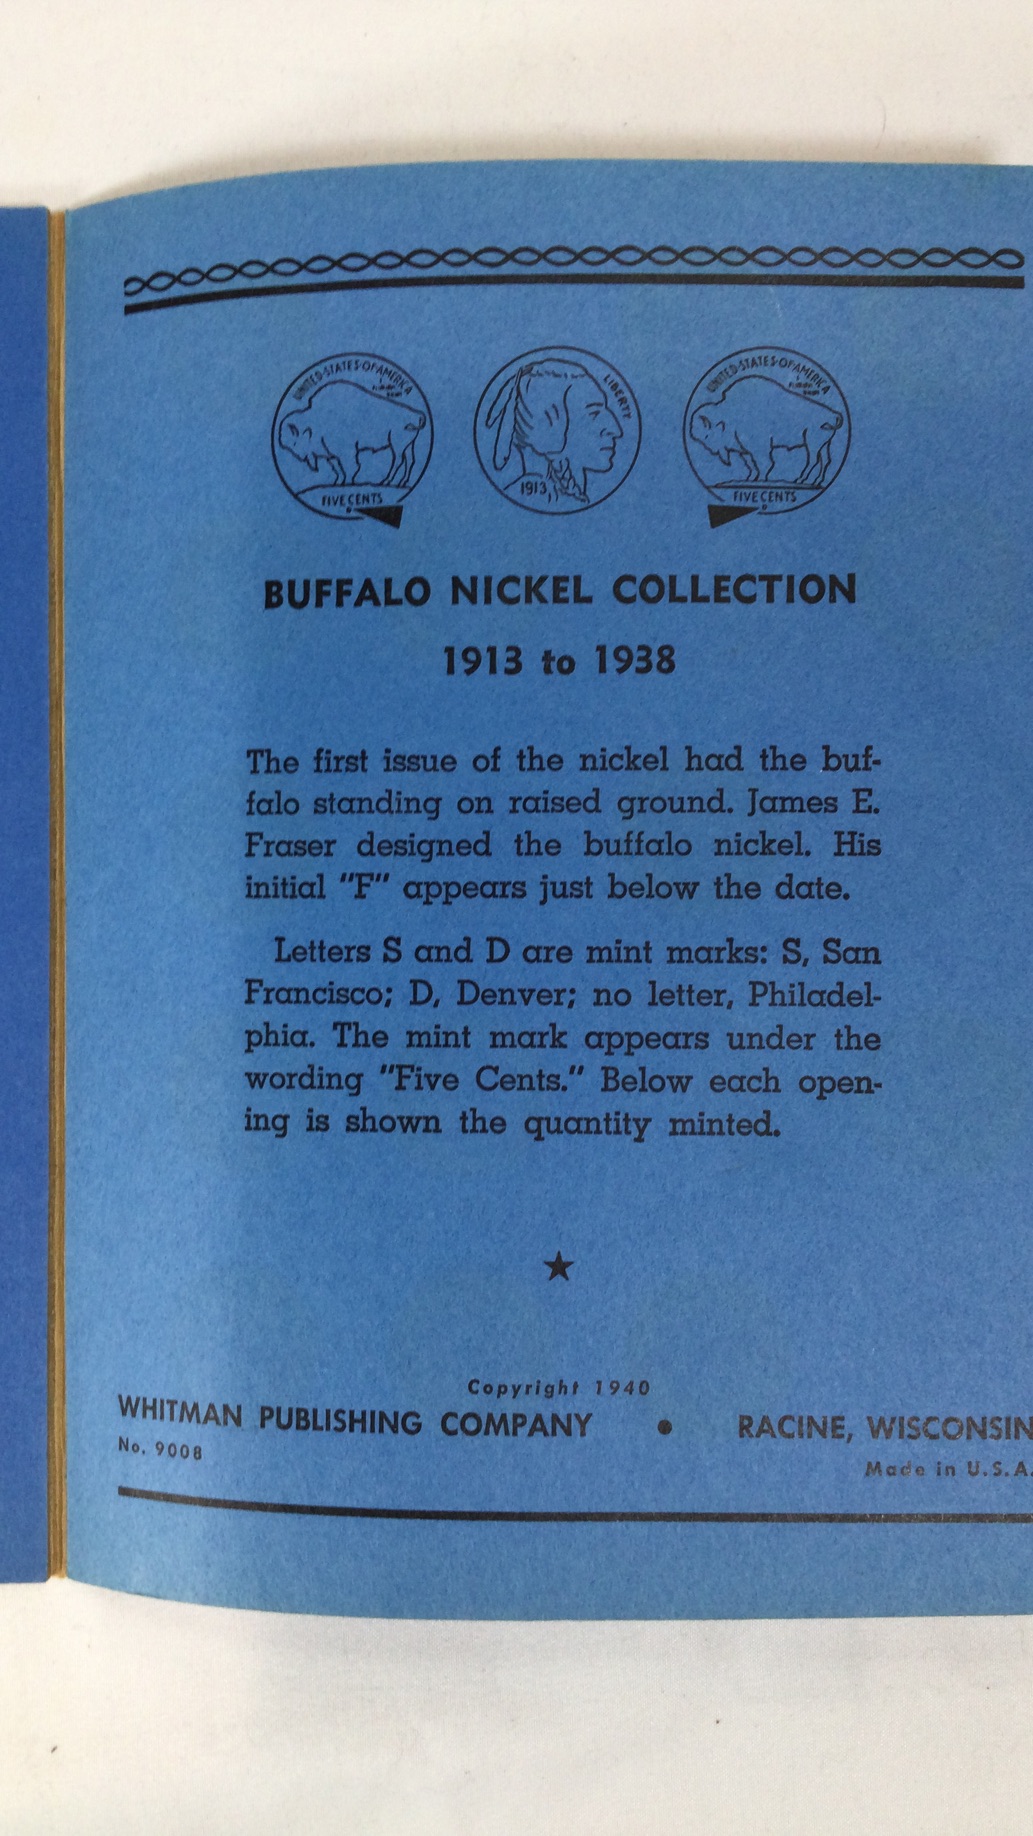 UNITED·STATES·OF·AMERICA
FIVE CENTS
LIBERTY
1913
UNITED·STATES·OF·AMERICA
FIVE CENTS
BUFFALO NICKEL COLLECTION
1913 to 1938
The first issue of the nickel had the buf-
falo standing on raised ground. James E.
Fraser designed the buffalo nickel. His
initial "F" appears just below the date.
Letters S and D are mint marks: S, San
Francisco; D, Denver; no letter, Philadel-
phia. The mint mark appears under the
wording "Five Cents." Below each open-
ing is shown the quantity minted.
Copyright 1940
WHITMAN PUBLISHING COMPANY • RACINE, WISCONSIN
No. 9008
Made in U.S.A.